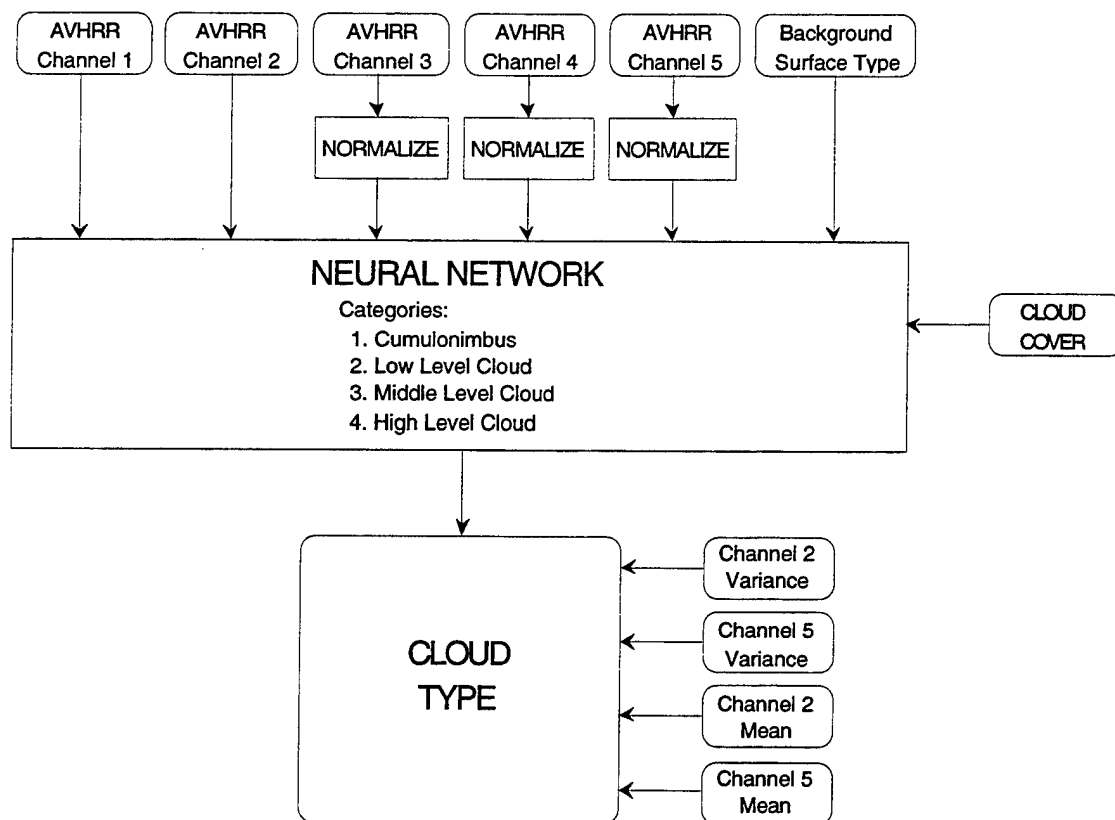 AVHRR
Channel 1
AVHRR
Channel 2
AVHRR
Channel 3
AVHRR
Channel 4
AVHRR
Channel 5
Background
Surface Type
NORMALIZE
NORMALIZE
NORMALIZE
NEURAL NETWORK
Categories:
1. Cumulonimbus
2. Low Level Cloud
3. Middle Level Cloud
4. High Level Cloud
CLOUD
COVER
CLOUD
TYPE
Channel 2
Variance
Channel 5
Variance
Channel 2
Mean
Channel 5
Mean